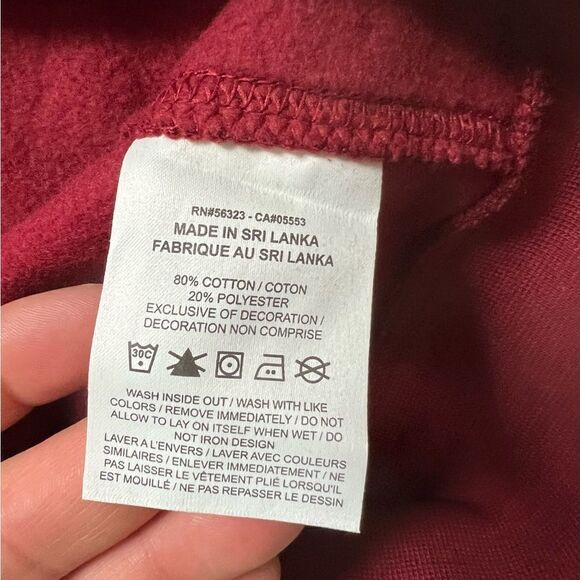 RN#56323 - CA#05553
MADE IN SRI LANKA
FABRIQUE AU SRI LANKA
80% COTTON / COTON
20% POLYESTER
EXCLUSIVE OF DECORATION /
DECORATION NON COMPRISE
30C
WASH INSIDE OUT / WASH WITH LIKE
COLORS / REMOVE IMMEDIATELY / DO NOT
ALLOW TO LAY ON ITSELF WHEN WET / DO
NOT IRON DESIGN
LAVER A L'ENVERS / LAVER AVEC COULEURS
SIMILAIRES / ENLEVER IMMEDIATEMENT / NE
PAS LAISSER LE VÊTEMENT PLIÉ LORSQU'IL
EST MOUILLÉ / NE PAS REPASSER LE DESSIN